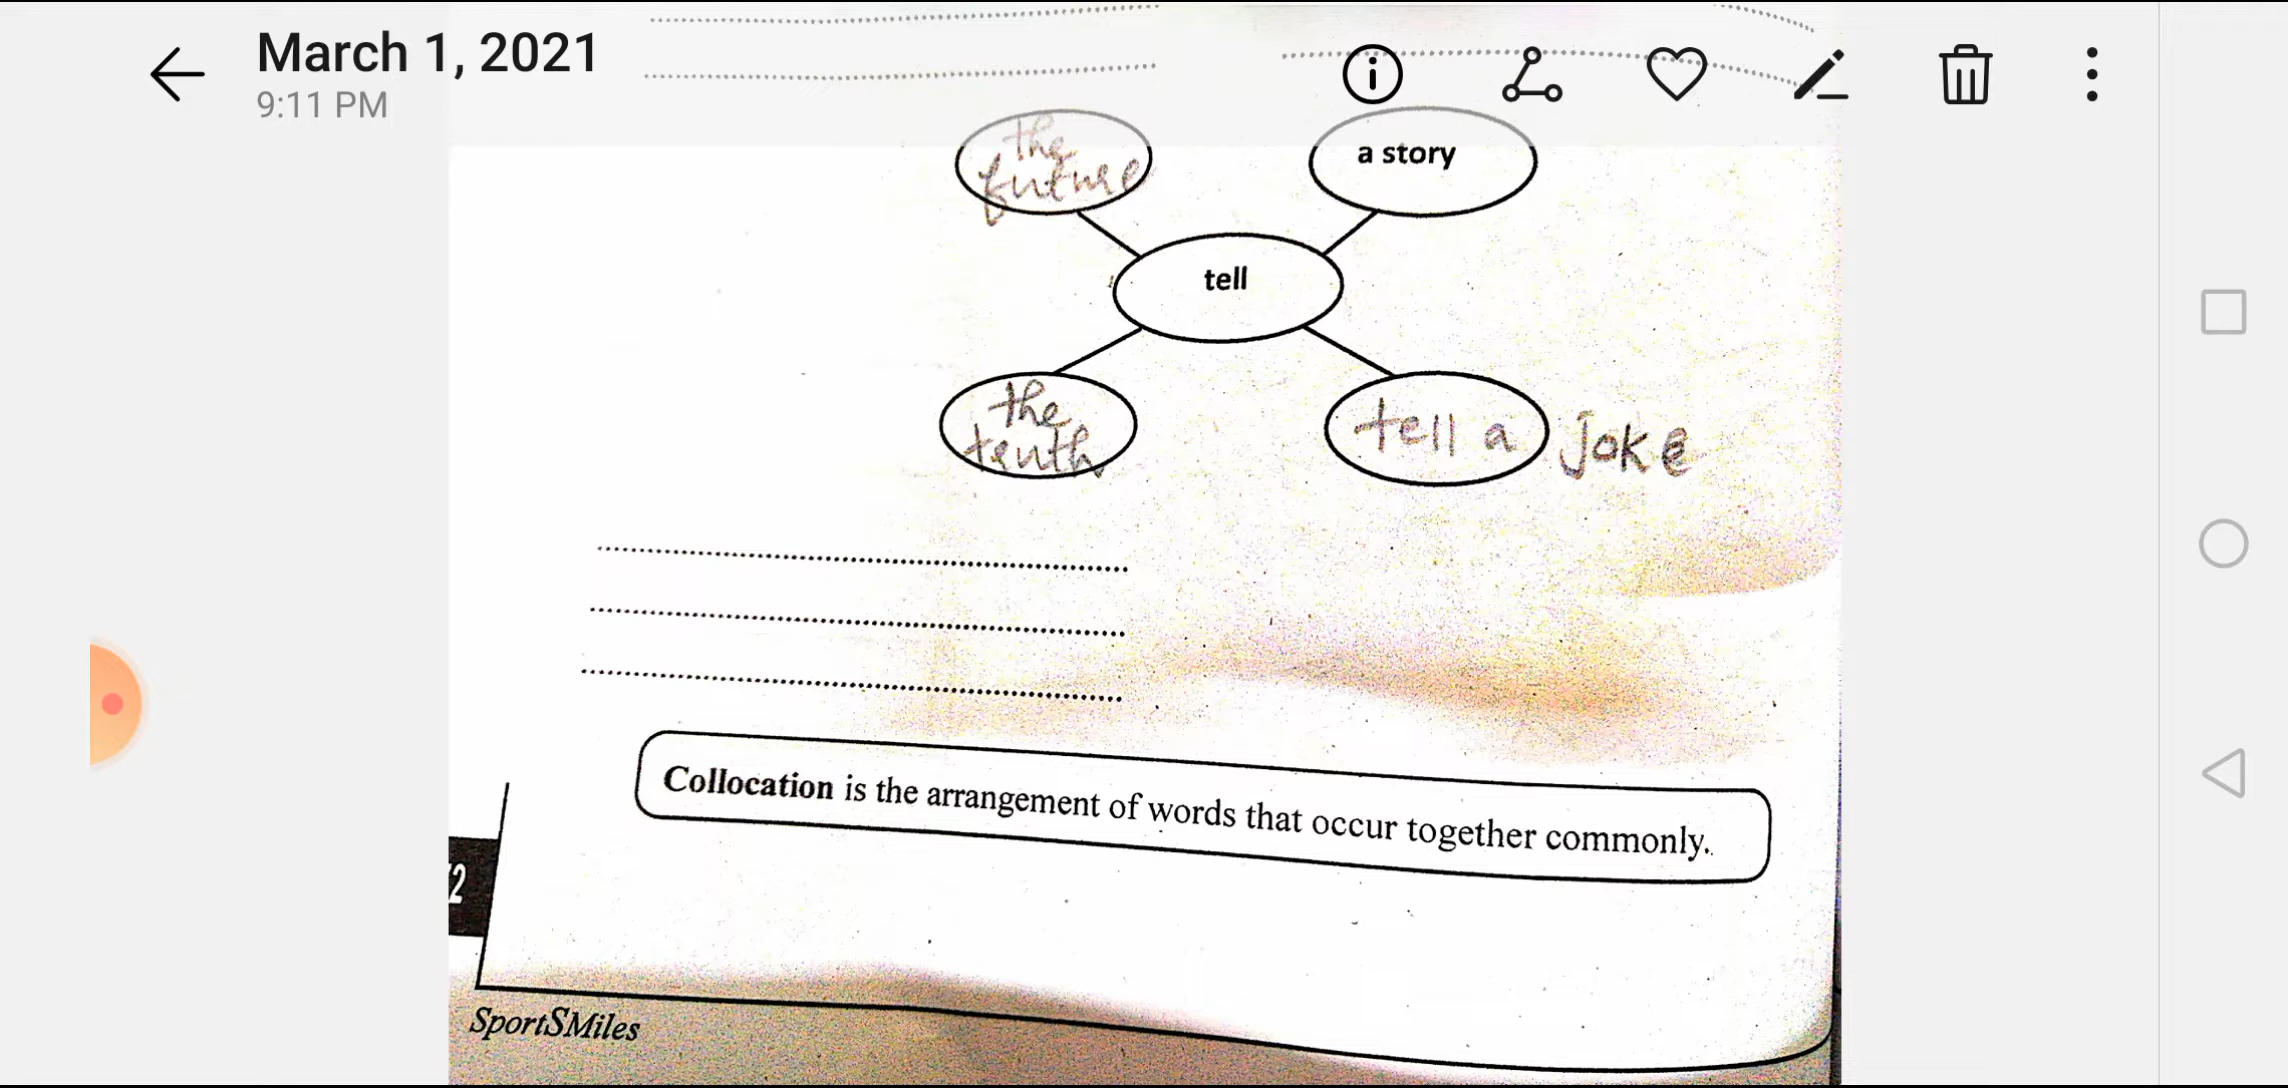 March 1, 2021
9:11 PM
the
future
a story
tell
the
truth
tell a joke
Collocation is the arrangement of words that occur together commonly.
2
SportSMiles